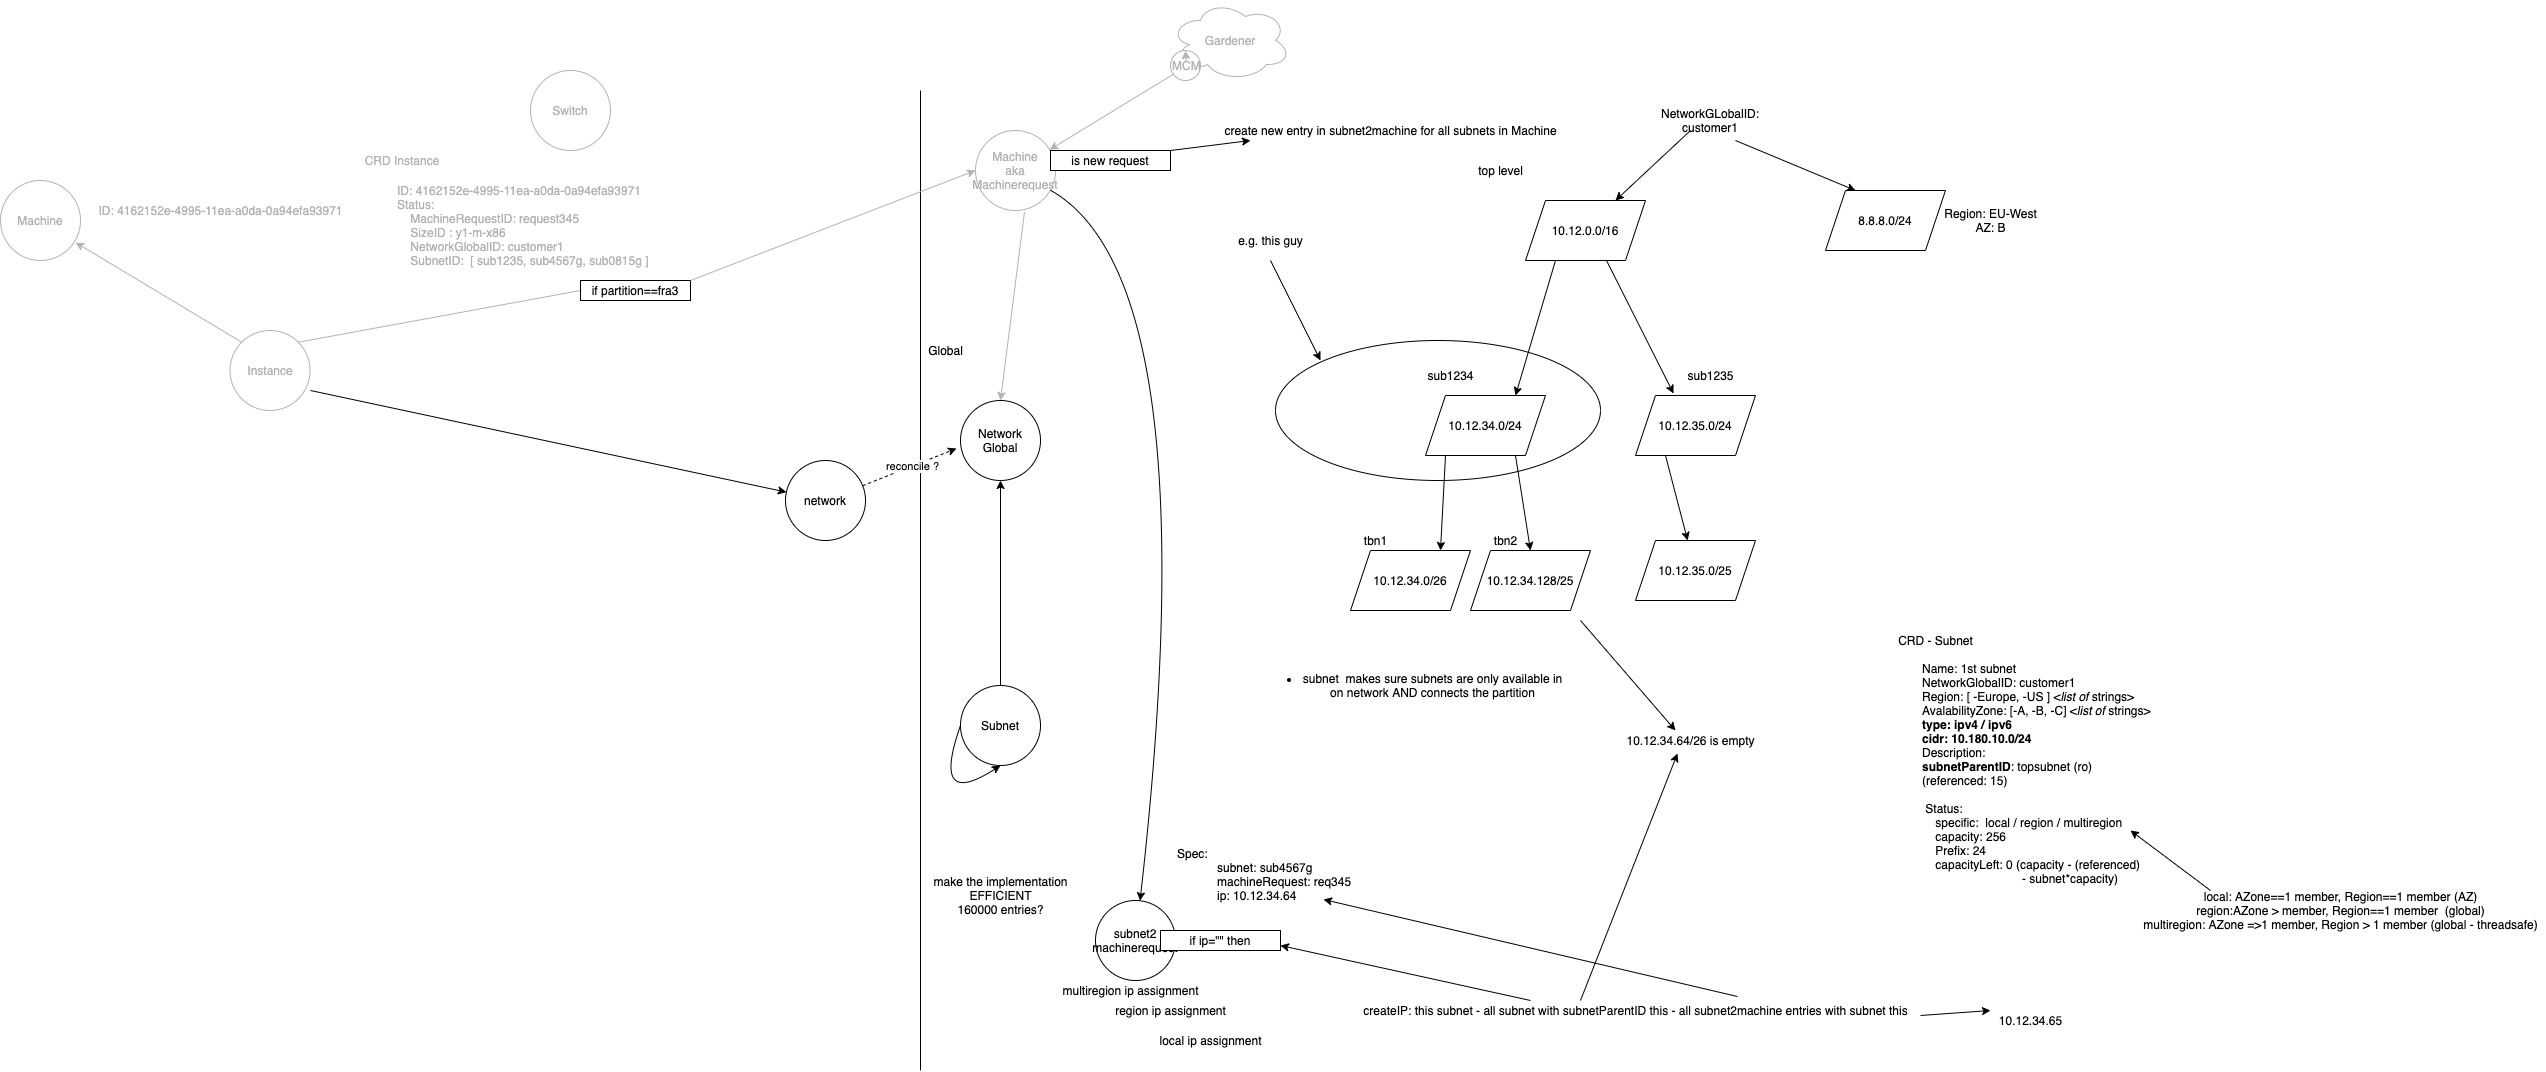 Gardener
MCM
Switch
NetworkGLobalID:
customer1
create new entry in subnet2machine for all subnets in Machine
CRD Instance
Machine
aka
Machinerequest
is new request
top level
ID: 4162152e-4995-11ea-a0da-0a94efa93971
Status:
MachineRequestID: request345
SizeID : y1-m-x86
NetworkGlobalID: customer1
SubnetID:  [ sub1235, sub4567g, sub0815g ]
Machine
ID: 4162152e-4995-11ea-a0da-0a94efa93971
10.12.0.0/16
8.8.8.0/24
Region: EU-West
AZ: B
e.g. this guy
if partition==fra3
Global
Instance
sub1234
sub1235
10.12.34.0/24
10.12.35.0/24
Network
Global
reconcile ?
network
tbn1
tbn2
10.12.34.0/26
10.12.34.128/25
10.12.35.0/25
CRD - Subnet
Name: 1st subnet
NetworkGlobalID: customer1
Region: [ -Europe, -US ] <list of strings>
AvalabilityZone: [-A, -B, -C] <list of strings>
type: ipv4 / ipv6
cidr: 10.180.10.0/24
Description:
subnetParentID: topsubnet (ro)
(referenced: 15)
Status:
specific:  local / region / multiregion
capacity: 256
Prefix: 24
capacityLeft: 0 (capacity - (referenced)
- subnet*capacity)
• subnet  makes sure subnets are only available in
on network AND connects the partition
Subnet
10.12.34.64/26 is empty
Spec:
subnet: sub4567g
machineRequest: req345
ip: 10.12.34.64
make the implementation
EFFICIENT
160000 entries?
local: AZone==1 member, Region==1 member (AZ)
region:AZone > member, Region==1 member  (global)
multiregion: AZone =>1 member, Region > 1 member (global - threadsafe)
subnet2
if ip="" then
multiregion ip assignment
region ip assignment
local ip assignment
createIP: this subnet - all subnet with subnetParentID this - all subnet2machine entries with subnet this
10.12.34.65